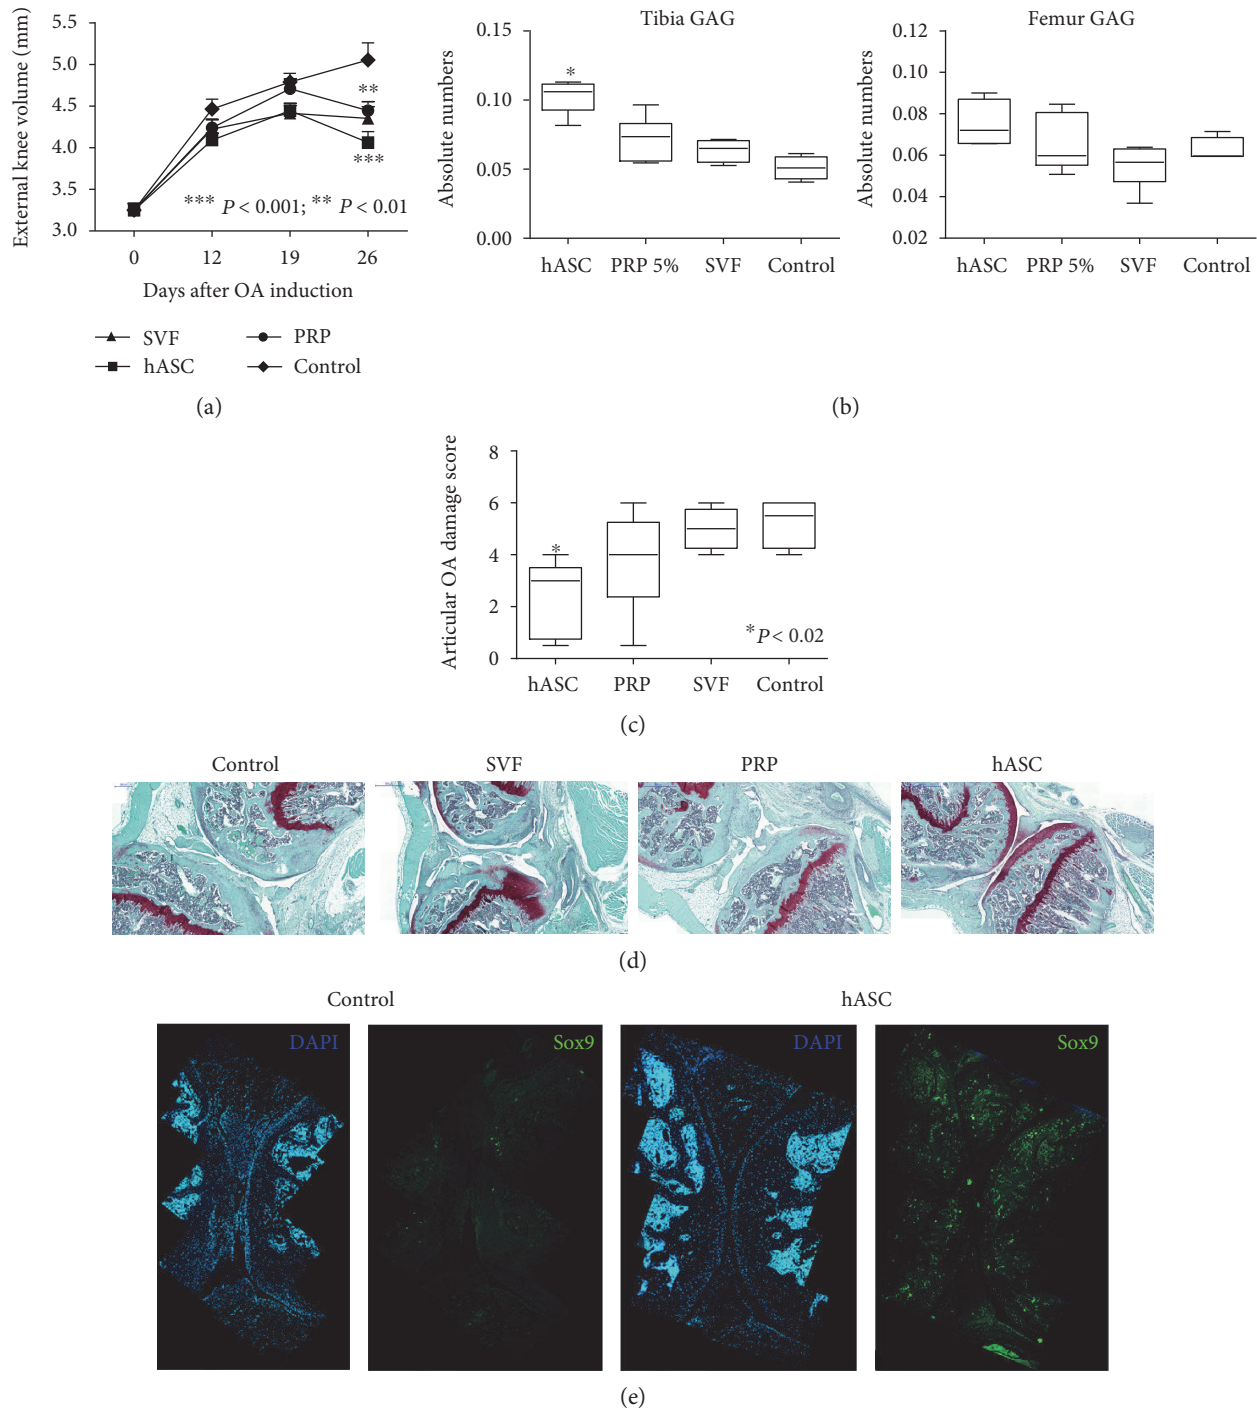 External knee volume (mm)
5.5
5.0
4.5
4.0
3.5
3.0
**
***
*** P < 0.001; ** P < 0.01
0 12 19 26
Days after OA induction
SVF PRP
hASC Control
(a)
Tibia GAG
Absolute numbers
0.15
0.10
0.05
0.00
*
hASC PRP 5% SVF Control
Femur GAG
Absolute numbers
0.12
0.10
0.08
0.06
0.04
0.02
hASC PRP 5% SVF Control
(b)
Articular OA damage score
8
6
4
2
0
*
*P < 0.02
hASC PRP SVF Control
(c)
Control SVF PRP hASC
(d)
Control hASC
DAPI Sox9 DAPI Sox9
(e)